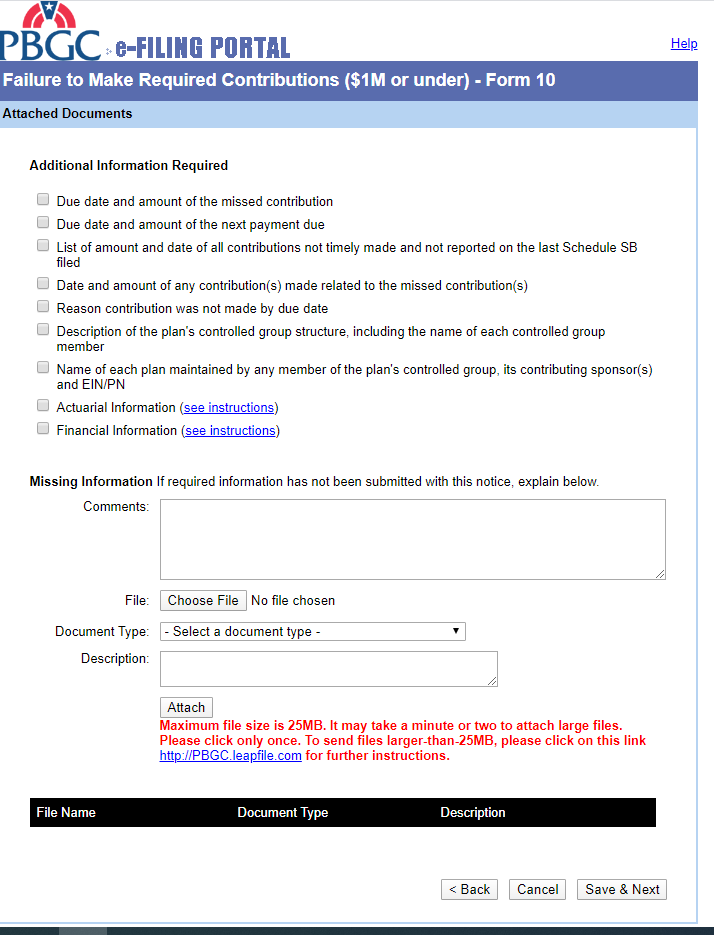 PBGC e-FILING PORTAL
Help
Failure to Make Required Contributions ($1M or under) - Form 10
Attached Documents
Additional Information Required
Due date and amount of the missed contribution
Due date and amount of the next payment due
List of amount and date of all contributions not timely made and not reported on the last Schedule SB
filed
Date and amount of any contribution(s) made related to the missed contribution(s)
Reason contribution was not made by due date
Description of the plan's controlled group structure, including the name of each controlled group
member
Name of each plan maintained by any member of the plan's controlled group, its contributing sponsor(s)
and EIN/PN
Actuarial Information (see instructions)
Financial Information (see instructions)
Missing Information If required information has not been submitted with this notice, explain below.
Comments:
File: Choose File No file chosen
Document Type: - Select a document type -
Description:
Attach
Maximum file size is 25MB. It may take a minute or two to attach large files.
Please click only once. To send files larger-than-25MB, please click on this link
http://PBGC.leapfile.com for further instructions.
File Name Document Type Description
< Back Cancel Save & Next